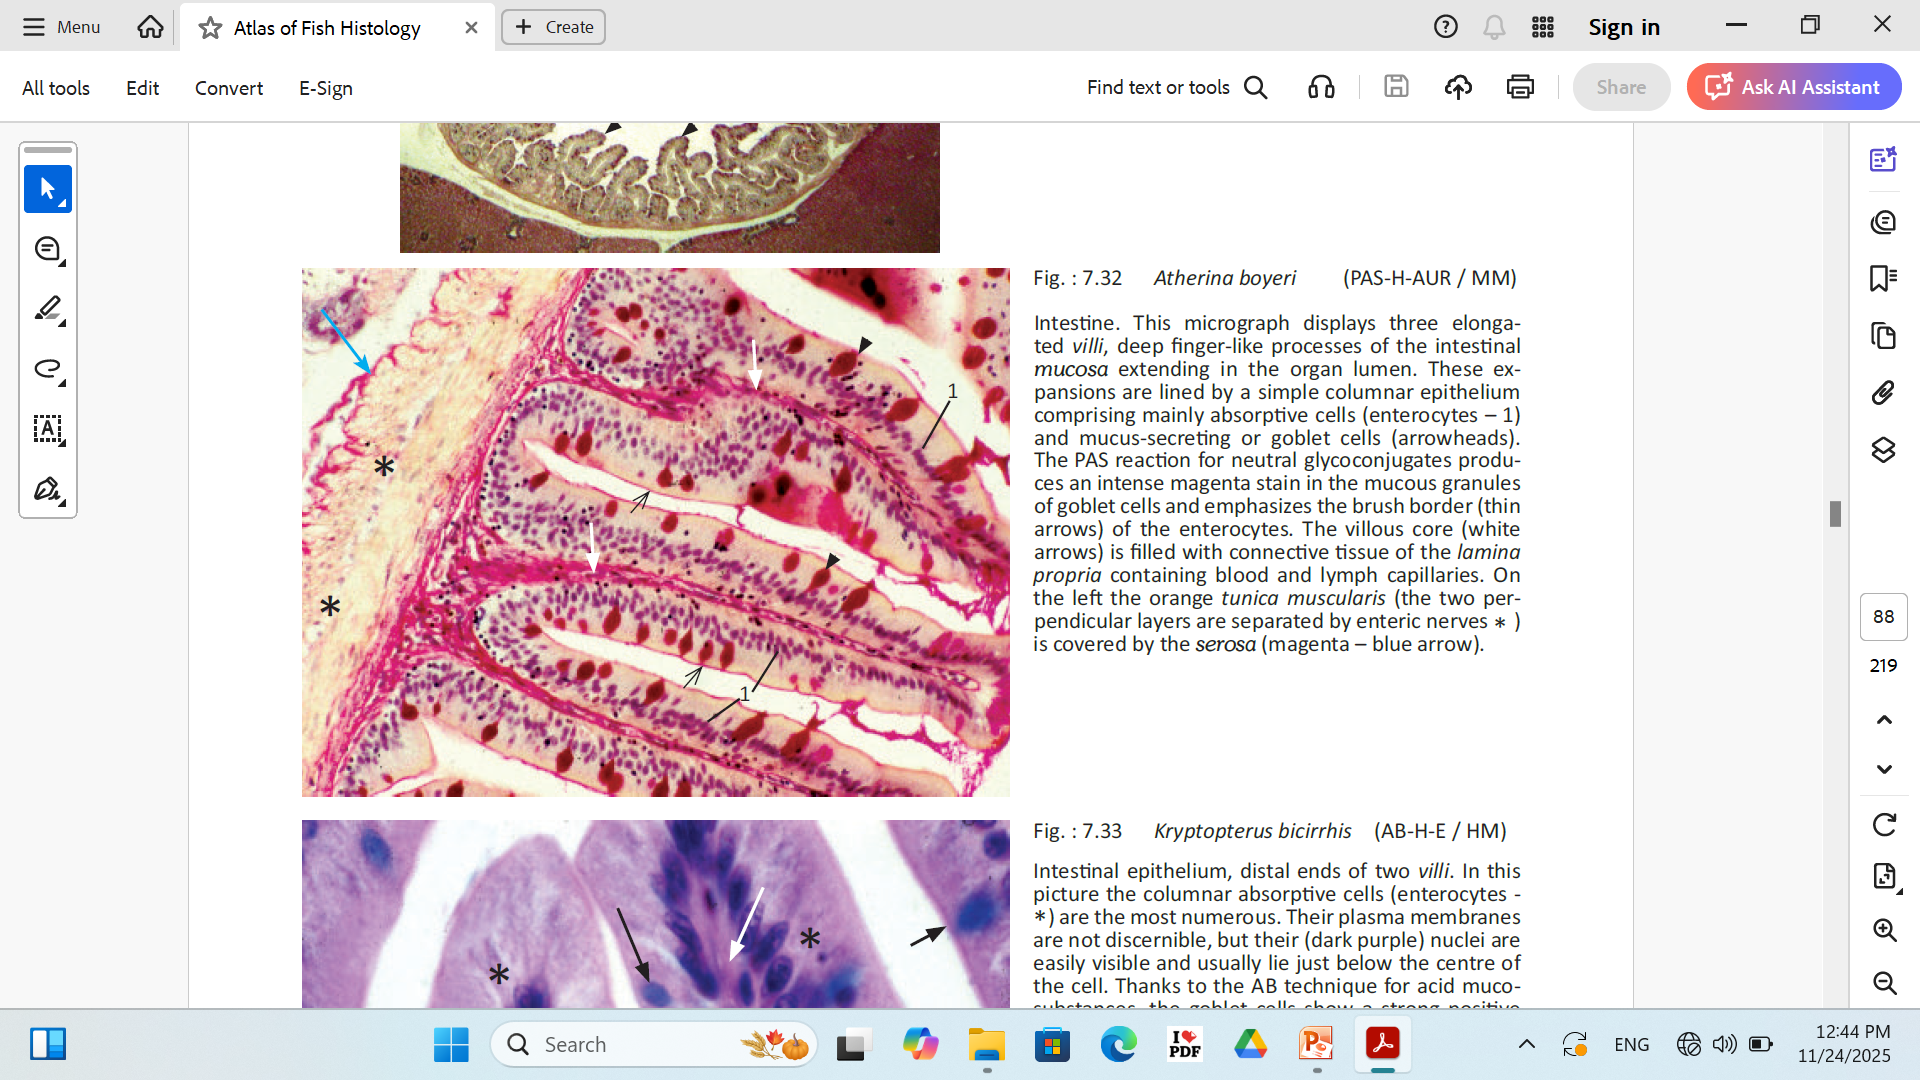 Menu
Atlas of Fish Histology
Create
Sign in
All tools
Edit
Convert
E-Sign
Find text or tools
Share
Ask AI Assistant
Fig. : 7.32 Atherina boyeri (PAS-H-AUR / MM)
Intestine. This micrograph displays three elonga-
ted villi, deep finger-like processes of the intestinal
mucosa extending in the organ lumen. These ex-
pansions are lined by a simple columnar epithelium
comprising mainly absorptive cells (enterocytes – 1)
and mucus-secreting or goblet cells (arrowheads).
The PAS reaction for neutral glycoconjugates produ-
ces an intense magenta stain in the mucous granules
of goblet cells and emphasizes the brush border (thin
arrows) of the enterocytes. The villous core (white
arrows) is filled with connective tissue of the lamina
propria containing blood and lymph capillaries. On
the left the orange tunica muscularis (the two per-
pendicular layers are separated by enteric nerves * )
is covered by the serosa (magenta – blue arrow).
1
*
*
1
Fig. : 7.33 Kryptopterus bicirrhis (AB-H-E / HM)
Intestinal epithelium, distal ends of two villi. In this
picture the columnar absorptive cells (enterocytes -
*) are the most numerous. Their plasma membranes
are not discernible, but their (dark purple) nuclei are
easily visible and usually lie just below the centre of
the cell. Thanks to the AB technique for acid muco-
substances, the goblet cells show a strong positive
*
*
88
219
Search
I
PDF
ENG
12:44 PM
11/24/2025